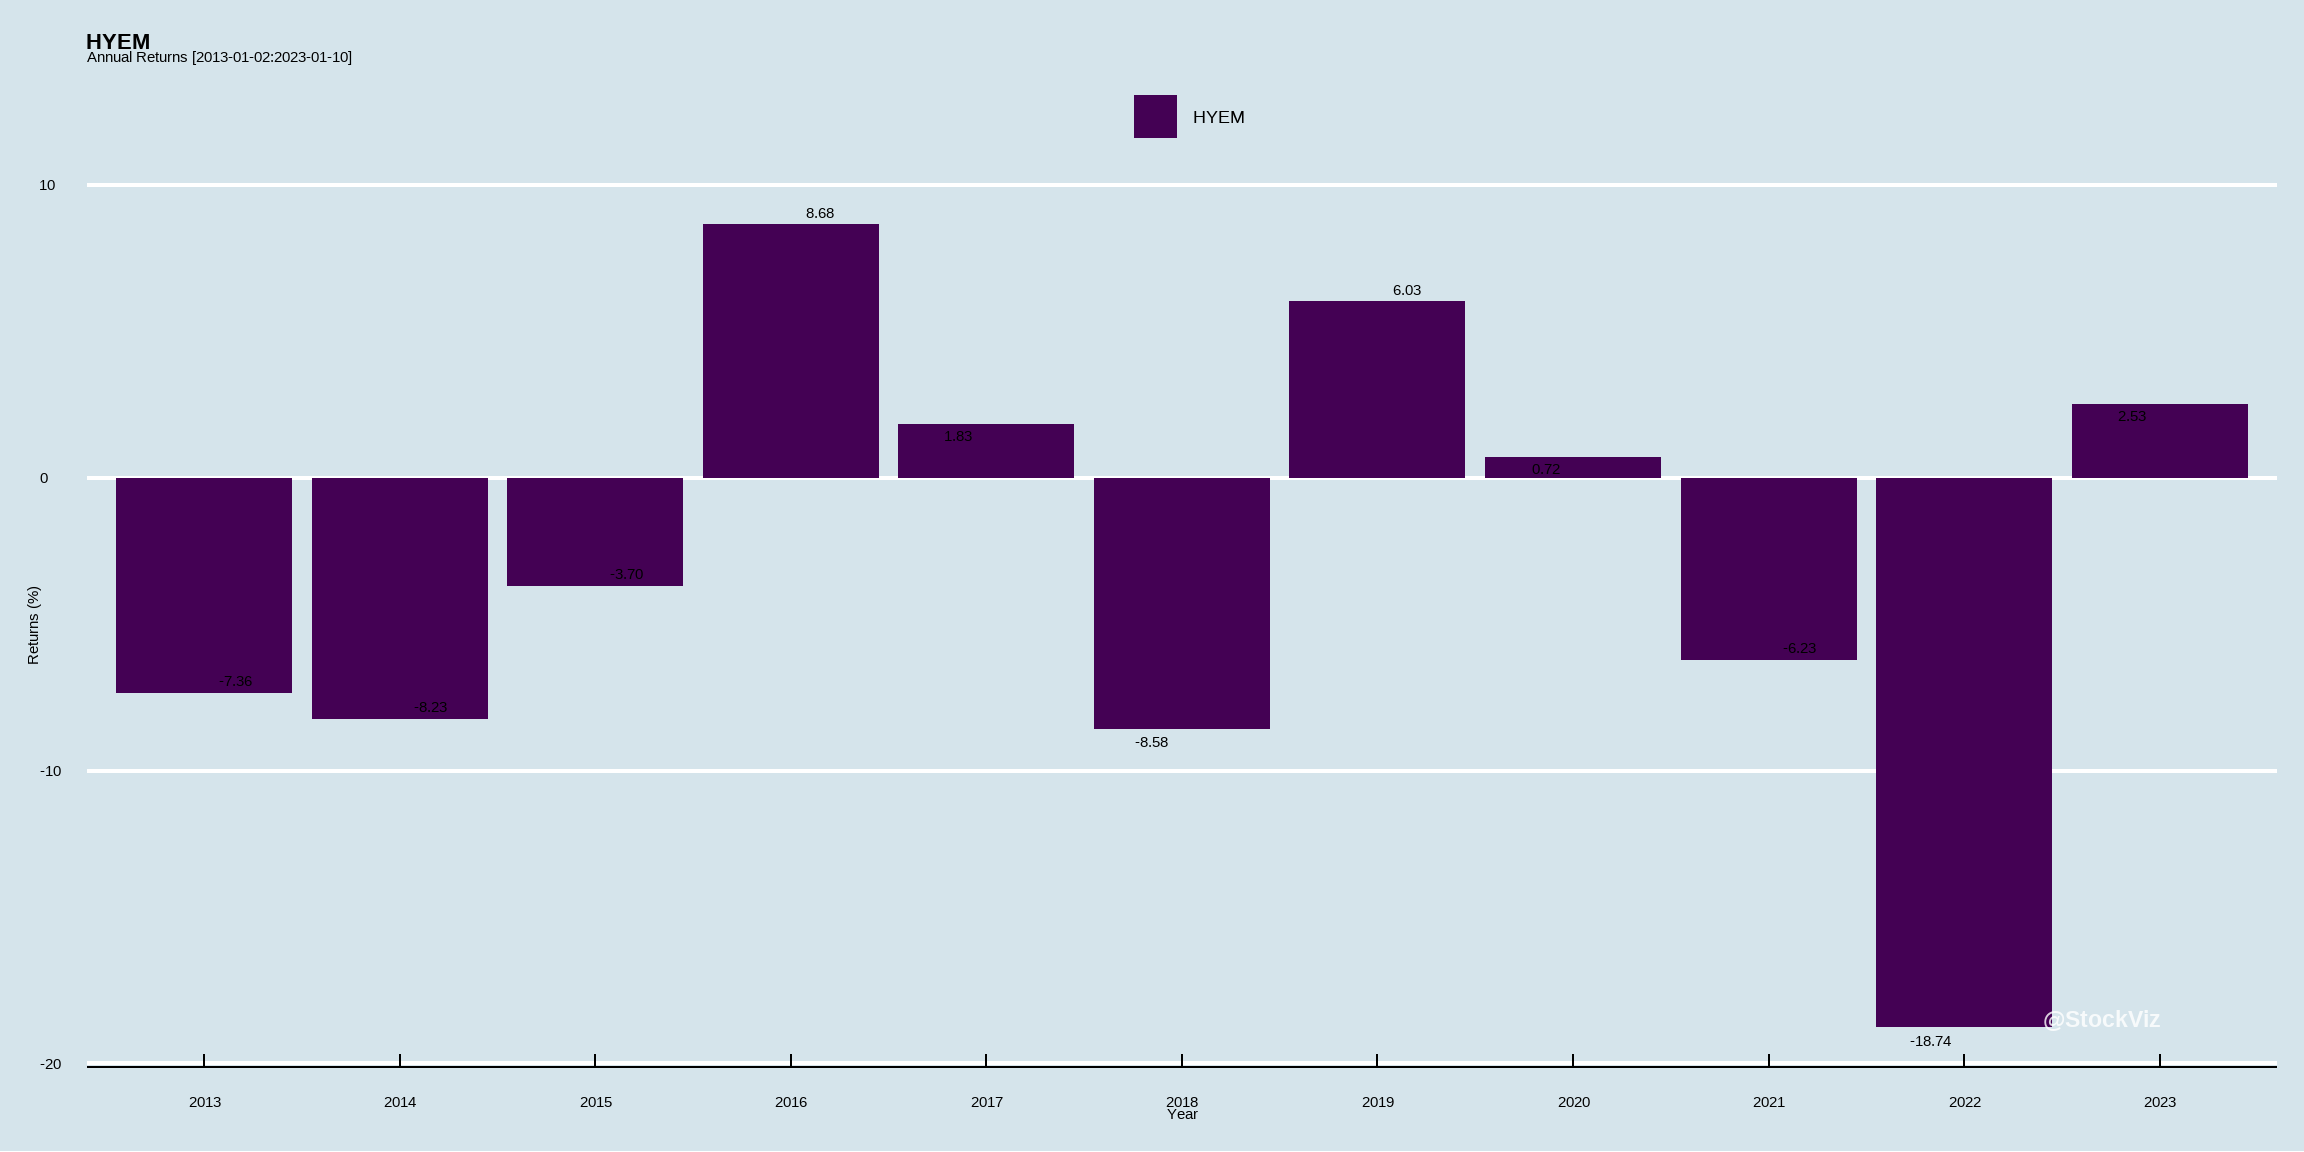 HYEM
Annual Returns [2013-01-02:2023-01-10]
HYEM
10
8.68
6.03
2.53
1.83
0.72
0
-3.70
Returns (%)
-6.23
-7.36
-8.23
-8.58
-10
@StockViz
-18.74
-20
2013 2014 2015 2016 2017 2018 2019 2020 2021 2022 2023
Year